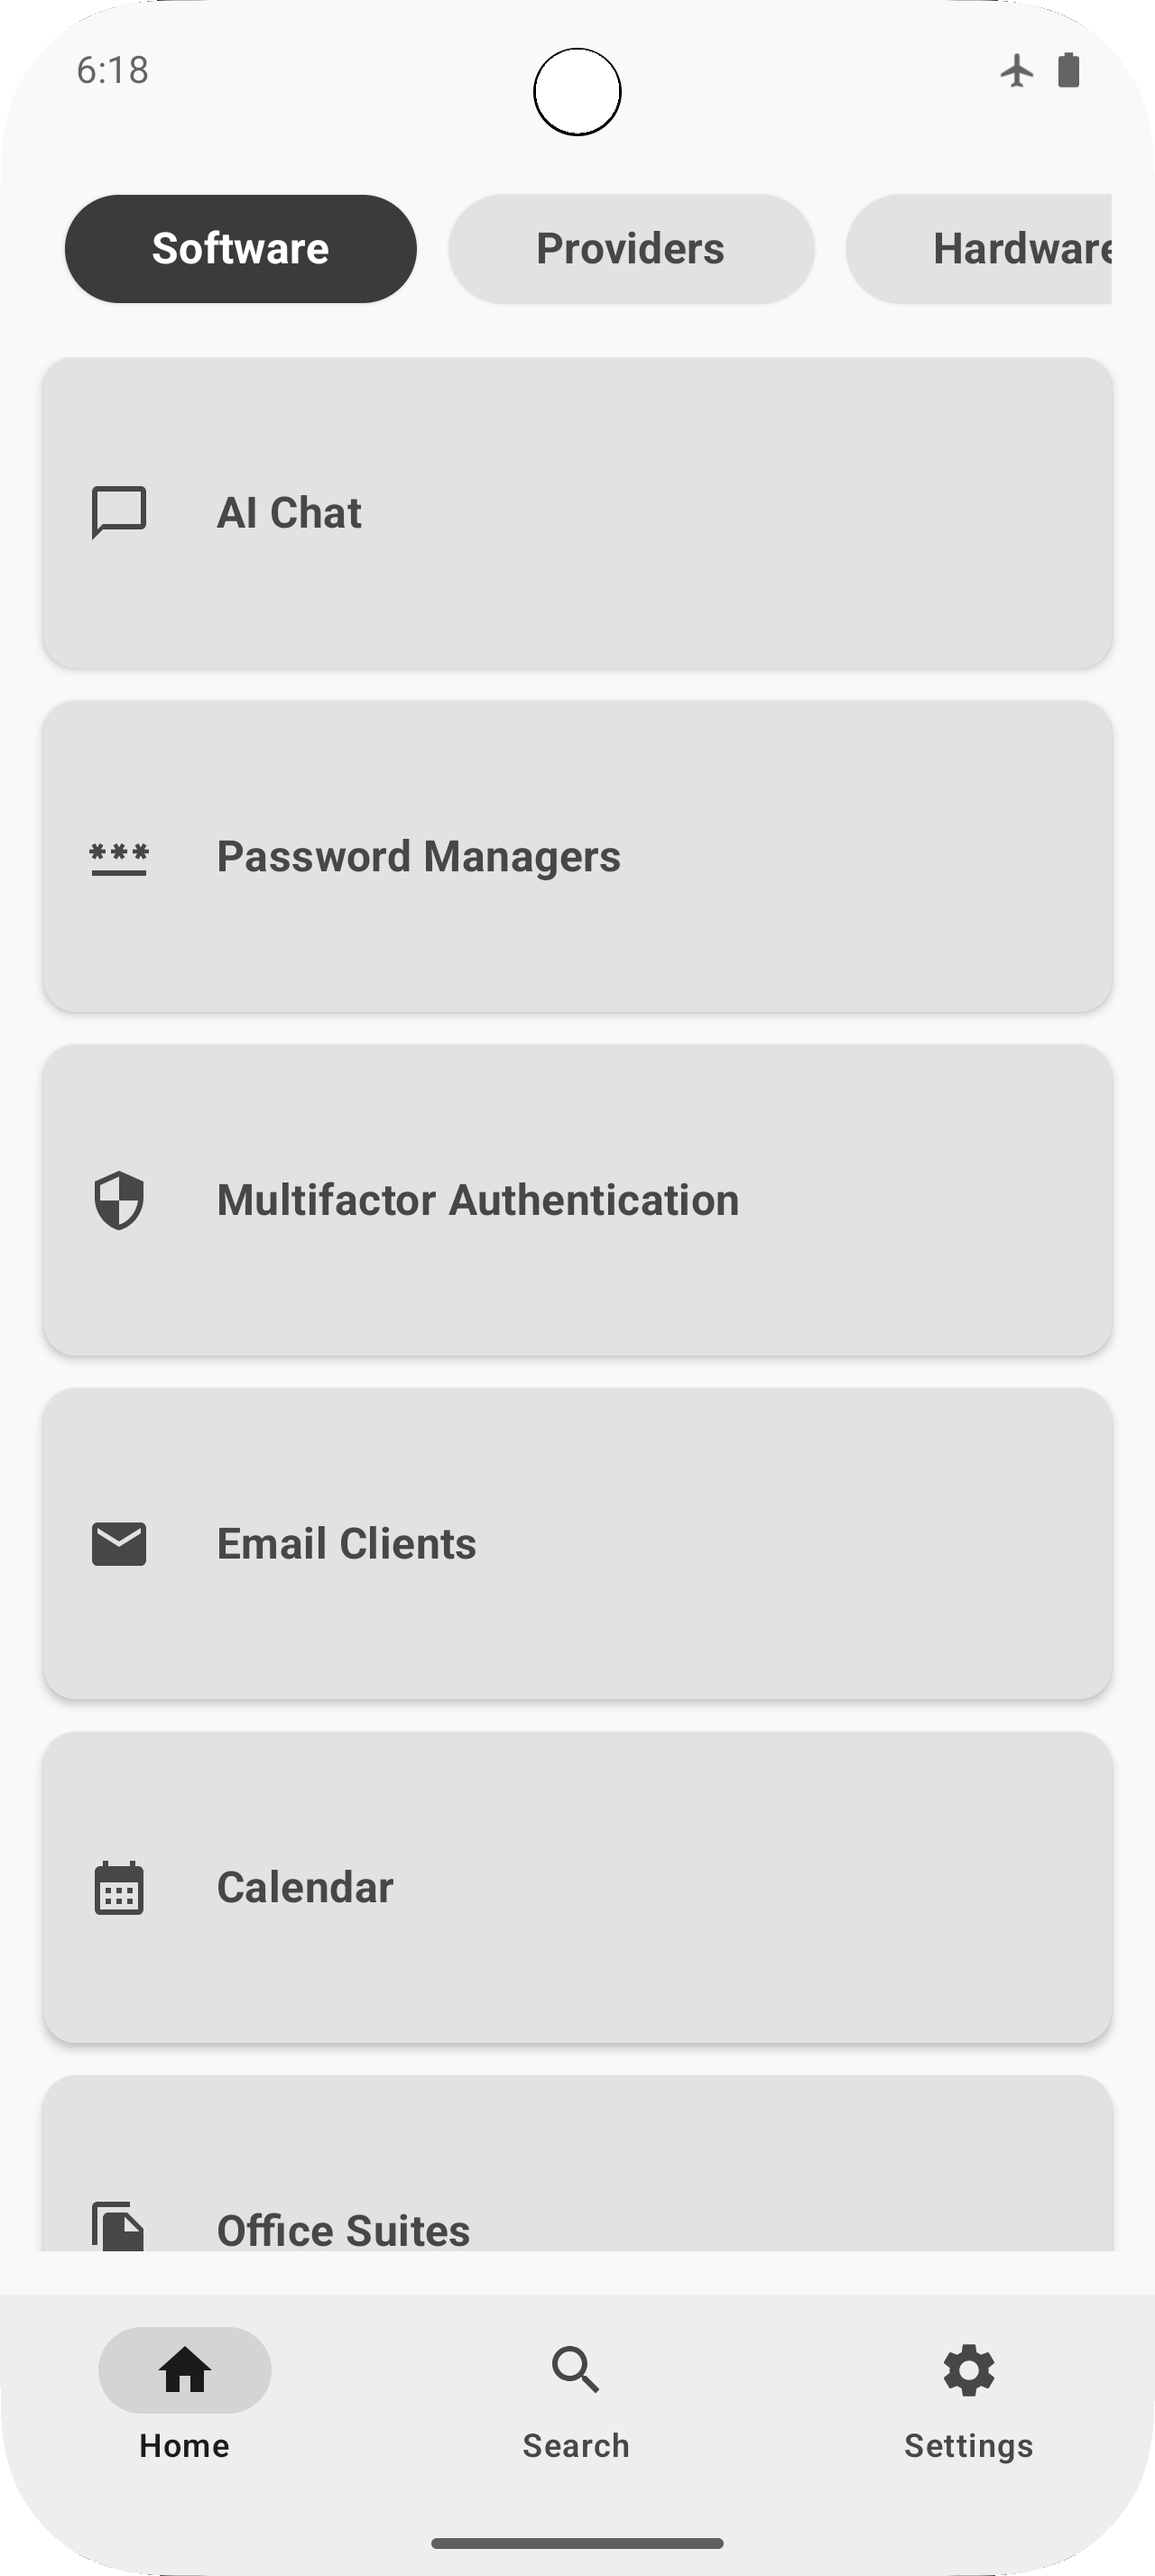 6:18
Software Providers Hardware
AI Chat
Password Managers
Multifactor Authentication
Email Clients
Calendar
Office Suites
Home Search Settings